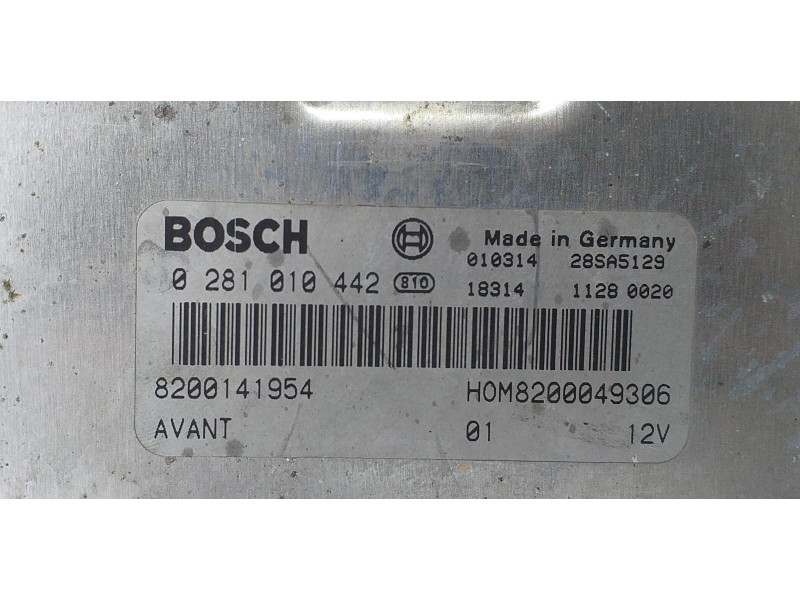 BOSCH Made in Germany
010314 28SA5129
0 281 010 442 810 18314 1128 0020
8200141954 HOM8200049306
AVANT 01 12V